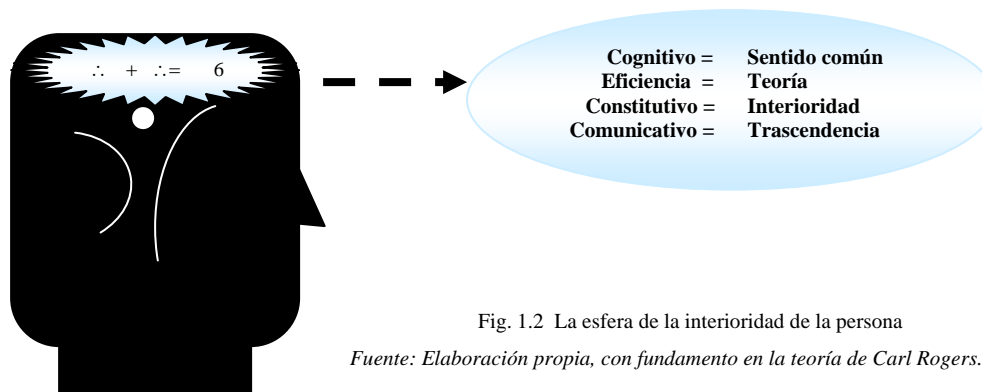 ∴ + ∴= 6
Cognitivo = Sentido común
Eficiencia = Teoría
Constitutivo = Interioridad
Comunicativo = Trascendencia
Fig. 1.2 La esfera de la interioridad de la persona
Fuente: Elaboración propia, con fundamento en la teoría de Carl Rogers.